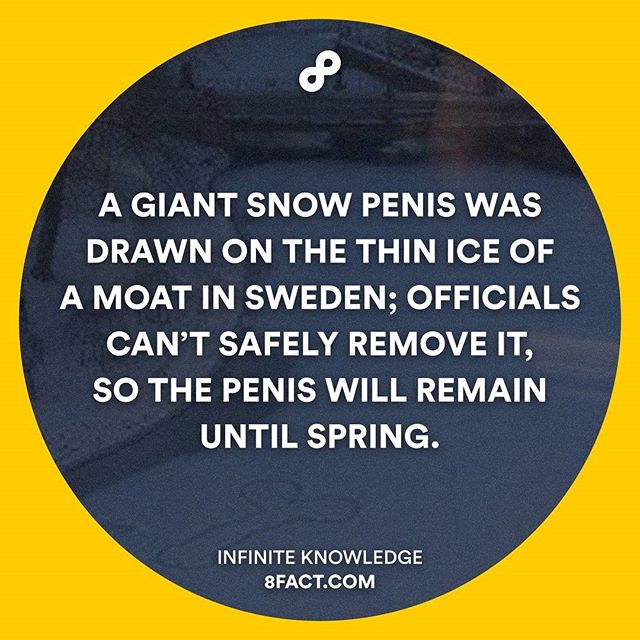 A GIANT SNOW PENIS WAS
DRAWN ON THE THIN ICE OF
A MOAT IN SWEDEN; OFFICIALS
CAN’T SAFELY REMOVE IT,
SO THE PENIS WILL REMAIN
UNTIL SPRING.
INFINITE KNOWLEDGE
8FACT.COM